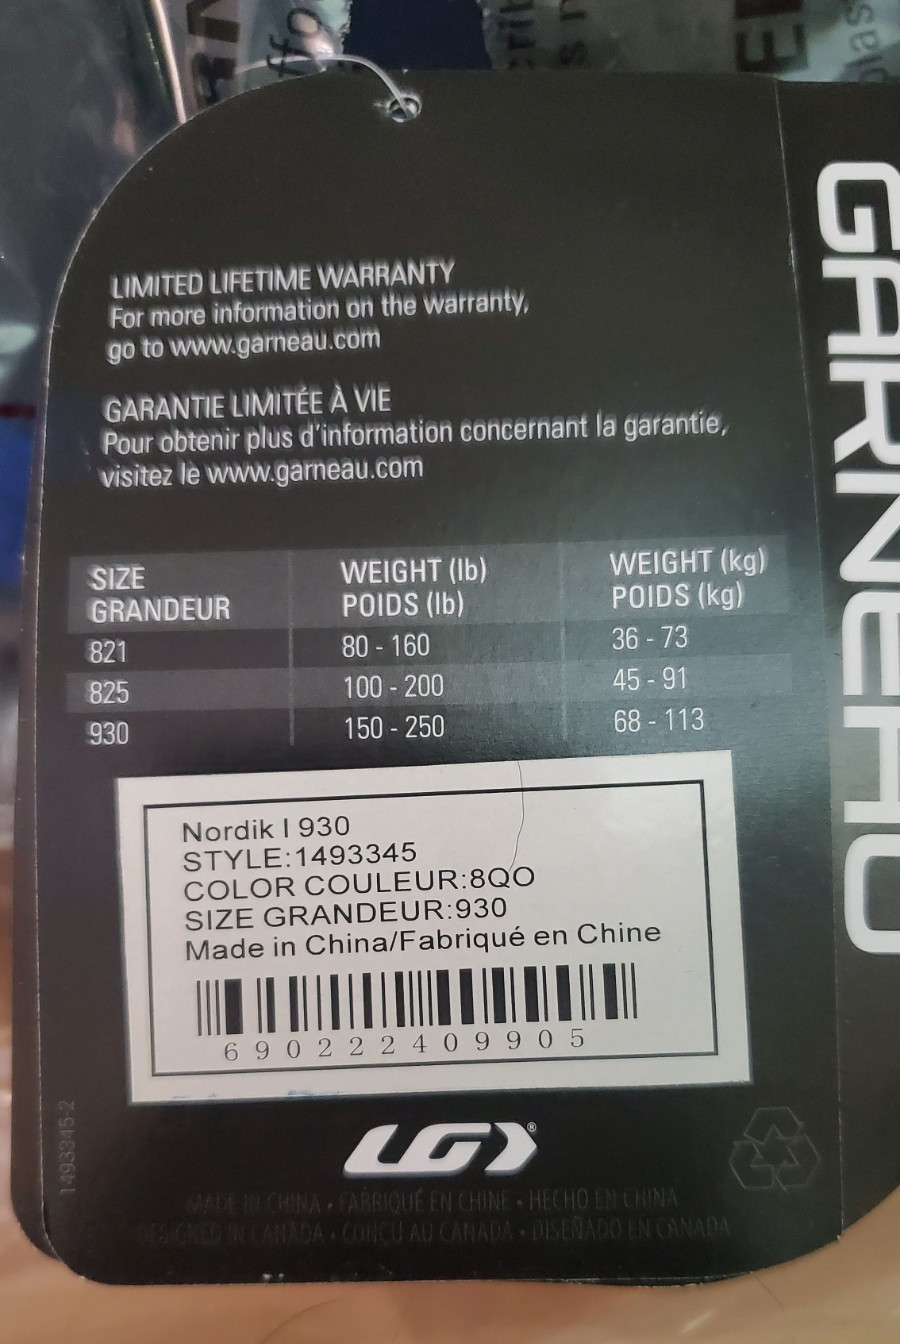 LIMITED LIFETIME WARRANTY
For more information on the warranty,
go to www.garneau.com
GARANTIE LIMITÉE À VIE
Pour obtenir plus d'information concernant la garantie,
visitez le www.garneau.com
SIZE WEIGHT (lb) WEIGHT (kg)
GRANDEUR POIDS (lb) POIDS (kg)
821 80 - 160 36 - 73
825 100 - 200 45 - 91
930 150 - 250 68 - 113
Nordik I 930
STYLE:1493345
COLOR COULEUR:8QO
SIZE GRANDEUR:930
Made in China/Fabriqué en Chine
690222409905
LG®
MADE IN CHINA • FABRIQUÉ EN CHINE • HECHO EN CHINA
DESIGNED IN CANADA • CONÇU AU CANADA • DISEÑADO EN CANADA
1493345-2
GARNEAU